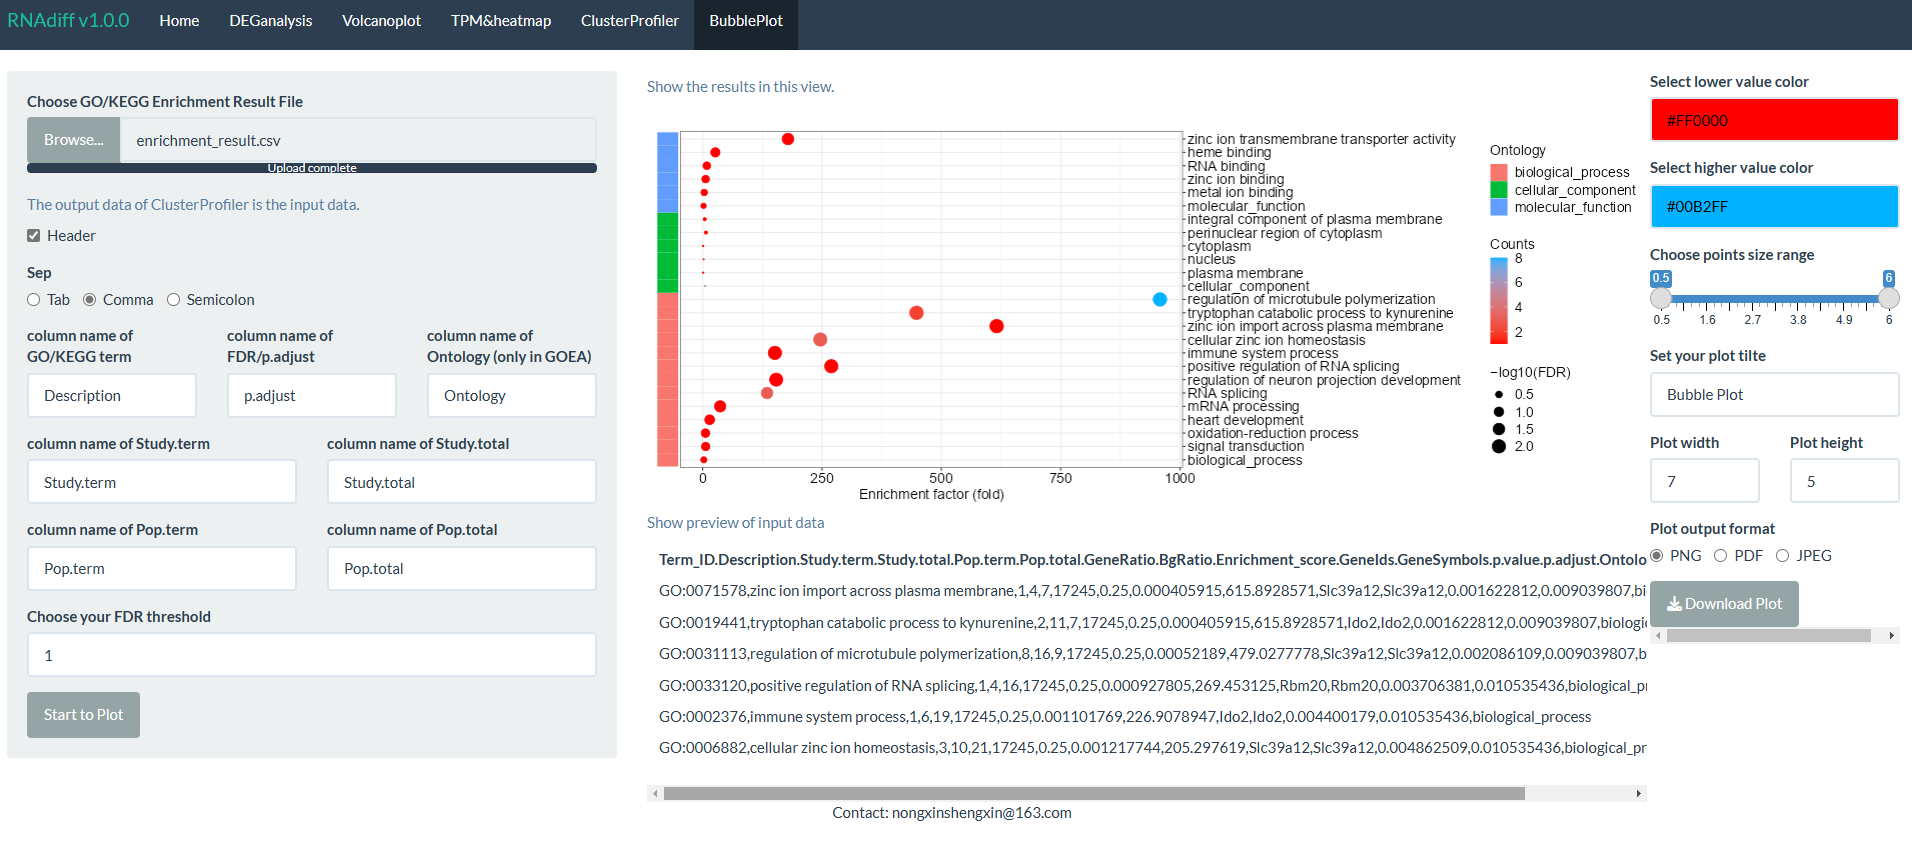 RNAdiff v1.0.0 Home DEGanalysis Volcanoplot TPM&heatmap ClusterProfiler BubblePlot
Choose GO/KEGG Enrichment Result File
Browse... enrichment_result.csv
Upload complete
The output data of ClusterProfiler is the input data.
Header
Sep
Tab Comma Semicolon
column name of GO/KEGG term
column name of FDR/p.adjust
column name of Ontology (only in GOEA)
Description p.adjust Ontology
column name of Study.term column name of Study.total
Study.term Study.total
column name of Pop.term column name of Pop.total
Pop.term Pop.total
Choose your FDR threshold
1
Start to Plot
Show the results in this view.
zinc ion transmembrane transporter activity
heme binding
RNA binding
zinc ion binding
metal ion binding
molecular_function
integral component of plasma membrane
perinuclear region of cytoplasm
cytoplasm
nucleus
plasma membrane
cellular_component
regulation of microtubule polymerization
tryptophan catabolic process to kynurenine
zinc ion import across plasma membrane
cellular zinc ion homeostasis
immune system process
positive regulation of RNA splicing
regulation of neuron projection development
RNA splicing
mRNA processing
heart development
oxidation-reduction process
signal transduction
biological_process
0 250 500 750 1000
Enrichment factor (fold)
Ontology
biological_process
cellular_component
molecular_function
Counts
8
6
4
2
−log10(FDR)
0.5
1.0
1.5
2.0
Show preview of input data
Term_ID.Description.Study.term.Study.total.Pop.term.Pop.total.GeneRatio.BgRatio.Enrichment_score.GeneIds.GeneSymbols.p.value.p.adjust.Ontolo
GO:0071578,zinc ion import across plasma membrane,1,4,7,17245,0.25,0.000405915,615.8928571,Slc39a12,Slc39a12,0.001622812,0.009039807,bi
GO:0019441,tryptophan catabolic process to kynurenine,2,11,7,17245,0.25,0.000405915,615.8928571,Ido2,Ido2,0.001622812,0.009039807,biologi
GO:0031113,regulation of microtubule polymerization,8,16,9,17245,0.25,0.00052189,479.0277778,Slc39a12,Slc39a12,0.002086109,0.009039807,b
GO:0033120,positive regulation of RNA splicing,1,4,16,17245,0.25,0.000927805,269.453125,Rbm20,Rbm20,0.003706381,0.010535436,biological_p
GO:0002376,immune system process,1,6,19,17245,0.25,0.001101769,226.9078947,Ido2,Ido2,0.004400179,0.010535436,biological_process
GO:0006882,cellular zinc ion homeostasis,3,10,21,17245,0.25,0.001217744,205.297619,Slc39a12,Slc39a12,0.004862509,0.010535436,biological_pr
Contact: nongxinshengxin@163.com
Select lower value color
#FF0000
Select higher value color
#00B2FF
Choose points size range
0.5 6
0.5 1.6 2.7 3.8 4.9 6
Set your plot tilte
Bubble Plot
Plot width Plot height
7 5
Plot output format
PNG PDF JPEG
Download Plot